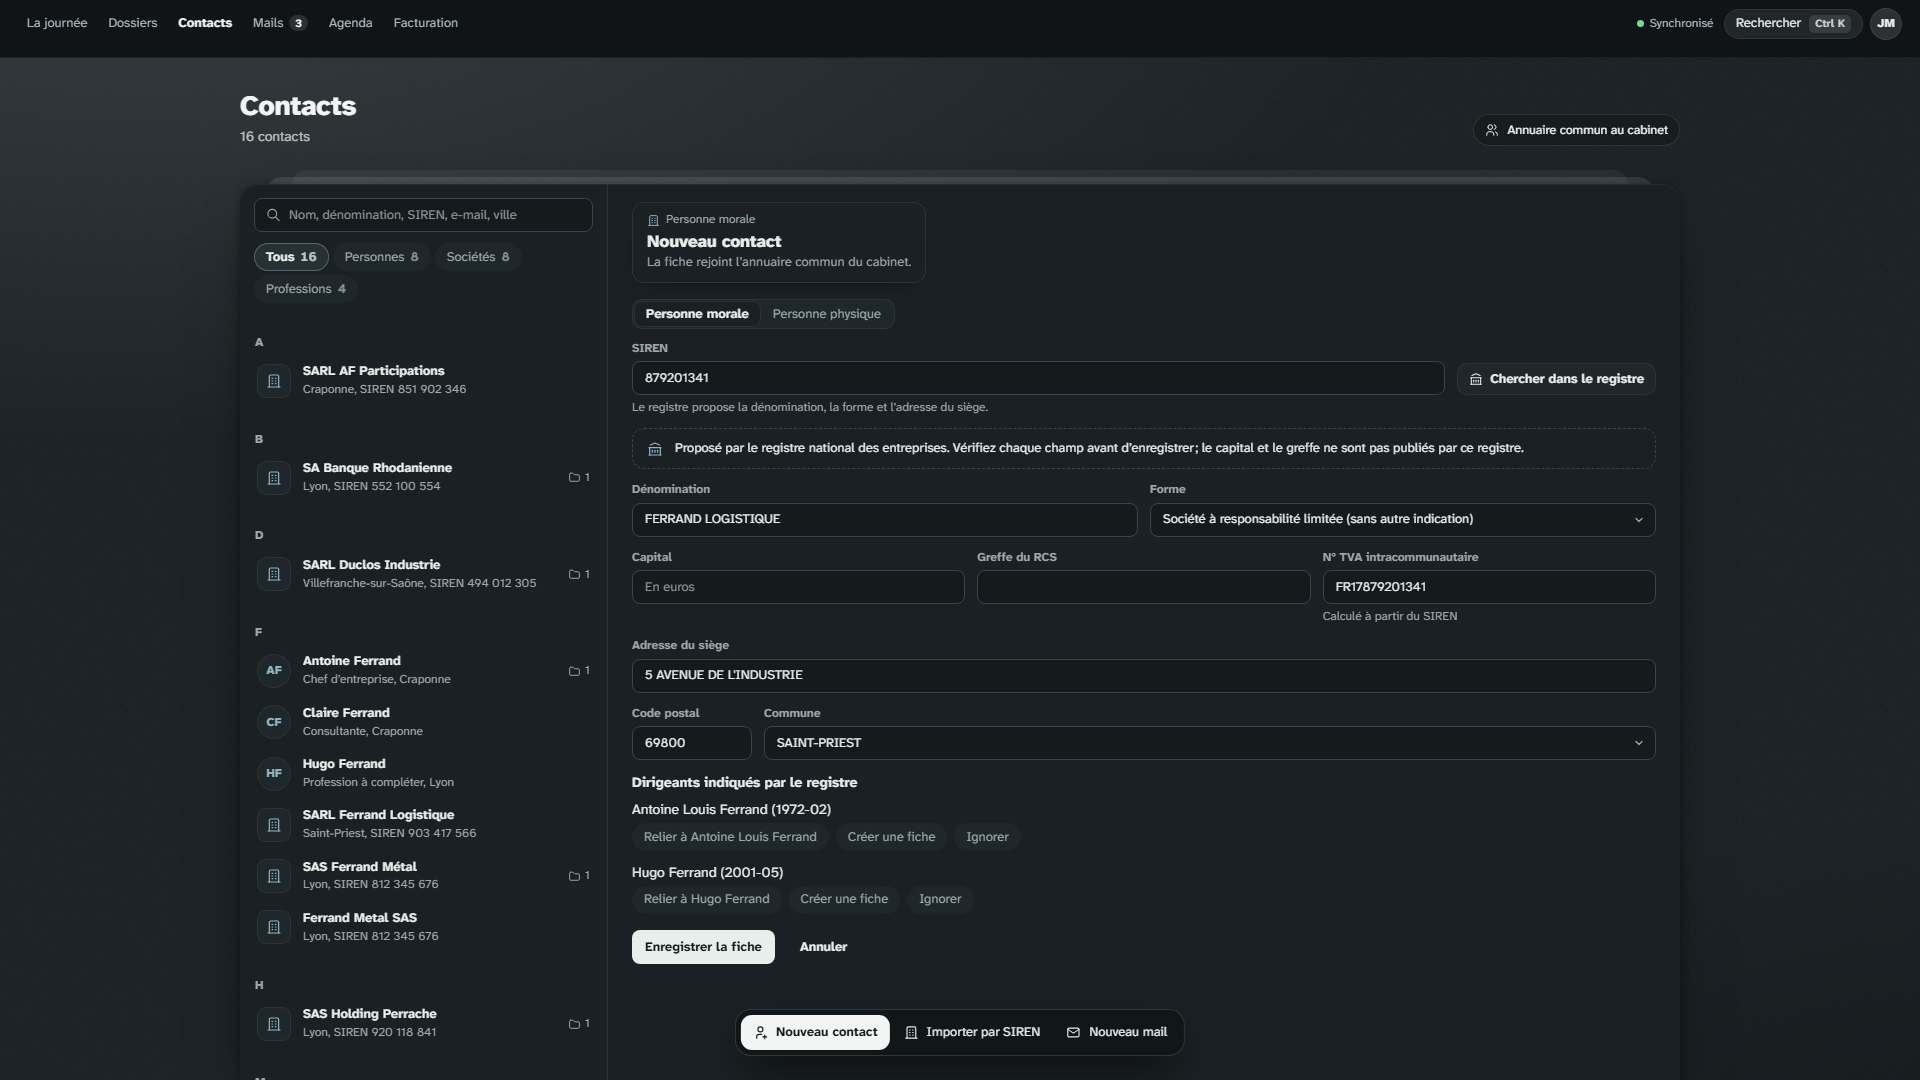 La journée Dossiers Contacts Mails 3 Agenda Facturation
Synchronisé Rechercher Ctrl K JM
Contacts
16 contacts
Annuaire commun au cabinet
Nom, dénomination, SIREN, e-mail, ville
Tous 16 Personnes 8 Sociétés 8
Professions 4
A
SARL AF Participations
Craponne, SIREN 851 902 346
B
SA Banque Rhodanienne
Lyon, SIREN 552 100 554
1
D
SARL Duclos Industrie
Villefranche-sur-Saône, SIREN 494 012 305
1
F
AF
Antoine Ferrand
Chef d'entreprise, Craponne
1
CF
Claire Ferrand
Consultante, Craponne
HF
Hugo Ferrand
Profession à compléter, Lyon
SARL Ferrand Logistique
Saint-Priest, SIREN 903 417 566
SAS Ferrand Métal
Lyon, SIREN 812 345 676
1
Ferrand Metal SAS
Lyon, SIREN 812 345 676
H
SAS Holding Perrache
Lyon, SIREN 920 118 841
1
Personne morale
Nouveau contact
La fiche rejoint l'annuaire commun du cabinet.
Personne morale Personne physique
SIREN
879201341
Chercher dans le registre
Le registre propose la dénomination, la forme et l'adresse du siège.
Proposé par le registre national des entreprises. Vérifiez chaque champ avant d'enregistrer; le capital et le greffe ne sont pas publiés par ce registre.
Dénomination Forme
FERRAND LOGISTIQUE Société à responsabilité limitée (sans autre indication)
Capital Greffe du RCS N° TVA intracommunautaire
En euros FR17879201341
Calculé à partir du SIREN
Adresse du siège
5 AVENUE DE L'INDUSTRIE
Code postal Commune
69800 SAINT-PRIEST
Dirigeants indiqués par le registre
Antoine Louis Ferrand (1972-02)
Relier à Antoine Louis Ferrand Créer une fiche Ignorer
Hugo Ferrand (2001-05)
Relier à Hugo Ferrand Créer une fiche Ignorer
Enregistrer la fiche Annuler
Nouveau contact Importer par SIREN Nouveau mail